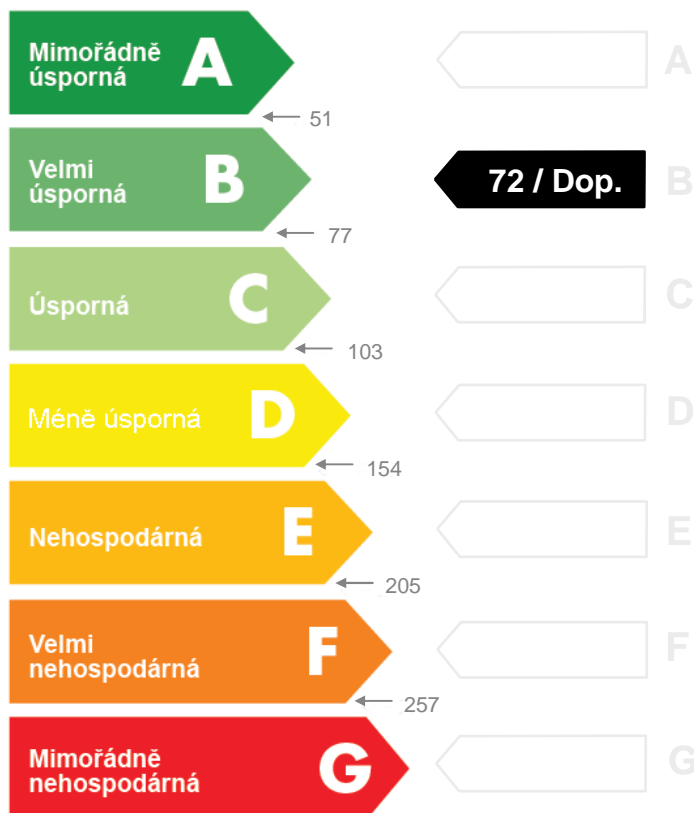 Mimořádně
úsporná
A
A
51
Velmi
úsporná
B
72 / Dop.
B
77
Úsporná
C
C
103
Méně úsporná
D
D
154
Nehospodárná
E
E
205
Velmi
nehospodárná
F
F
257
Mimořádně
nehospodárná
G
G